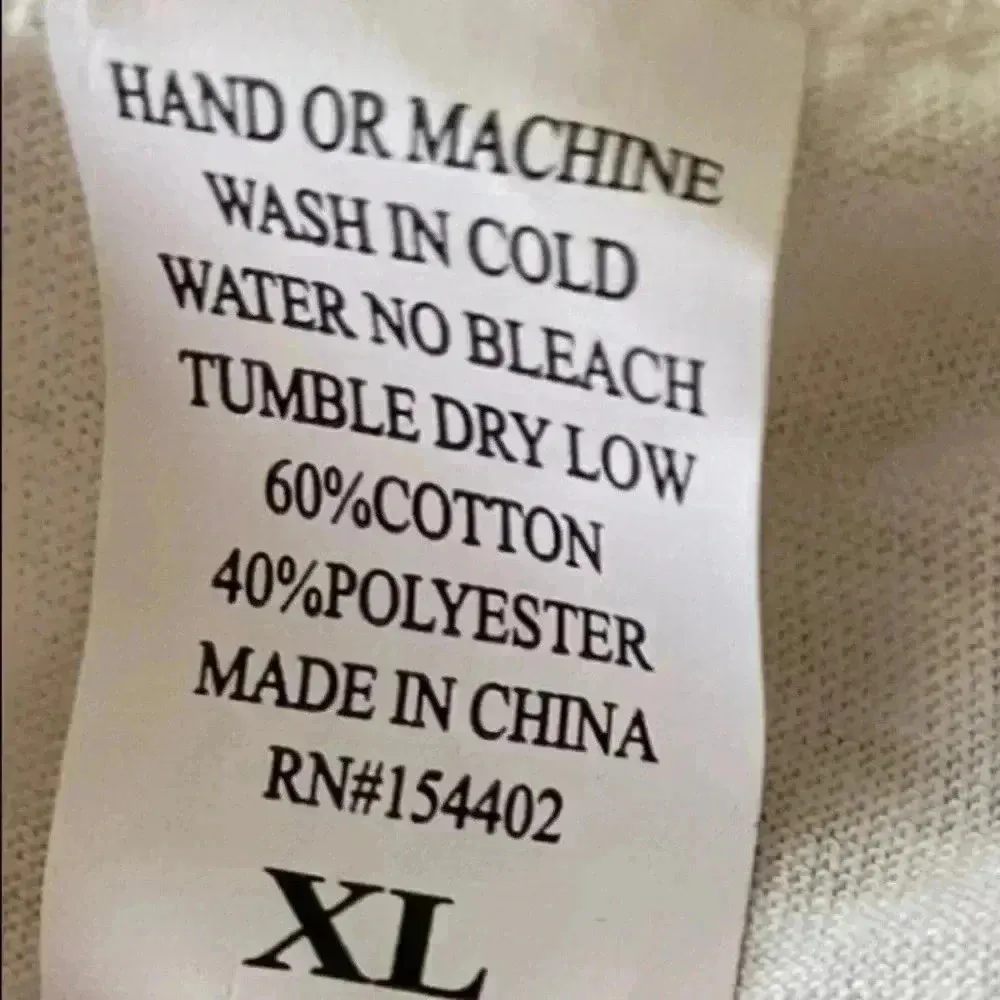 HAND OR MACHINE
WASH IN COLD
WATER NO BLEACH
TUMBLE DRY LOW
60%COTTON
40%POLYESTER
MADE IN CHINA
RN#154402
XL